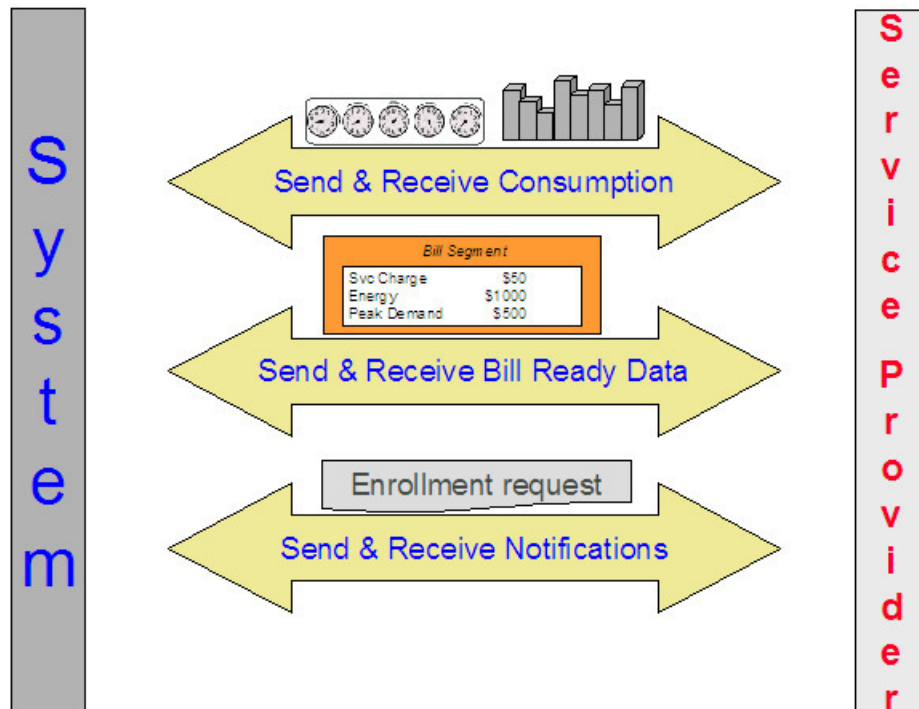 System
Send & Receive Consumption
Bill Segment
Svc Charge $50
Energy $1000
Peak Demand $500
Send & Receive Bill Ready Data
Enrollment request
Send & Receive Notifications
Service Provider